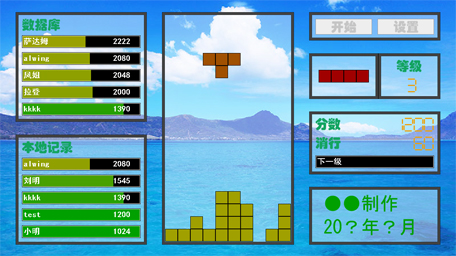 数据库
萨达姆 2222
alwing 2080
凤姐 2048
拉登 2000
kkkk 1390
本地记录
alwing 2080
刘明 1545
kkkk 1390
test 1200
小明 1024
开始 设置
等级
3
分数 200
消行
下一级
●●制作
20？年？月